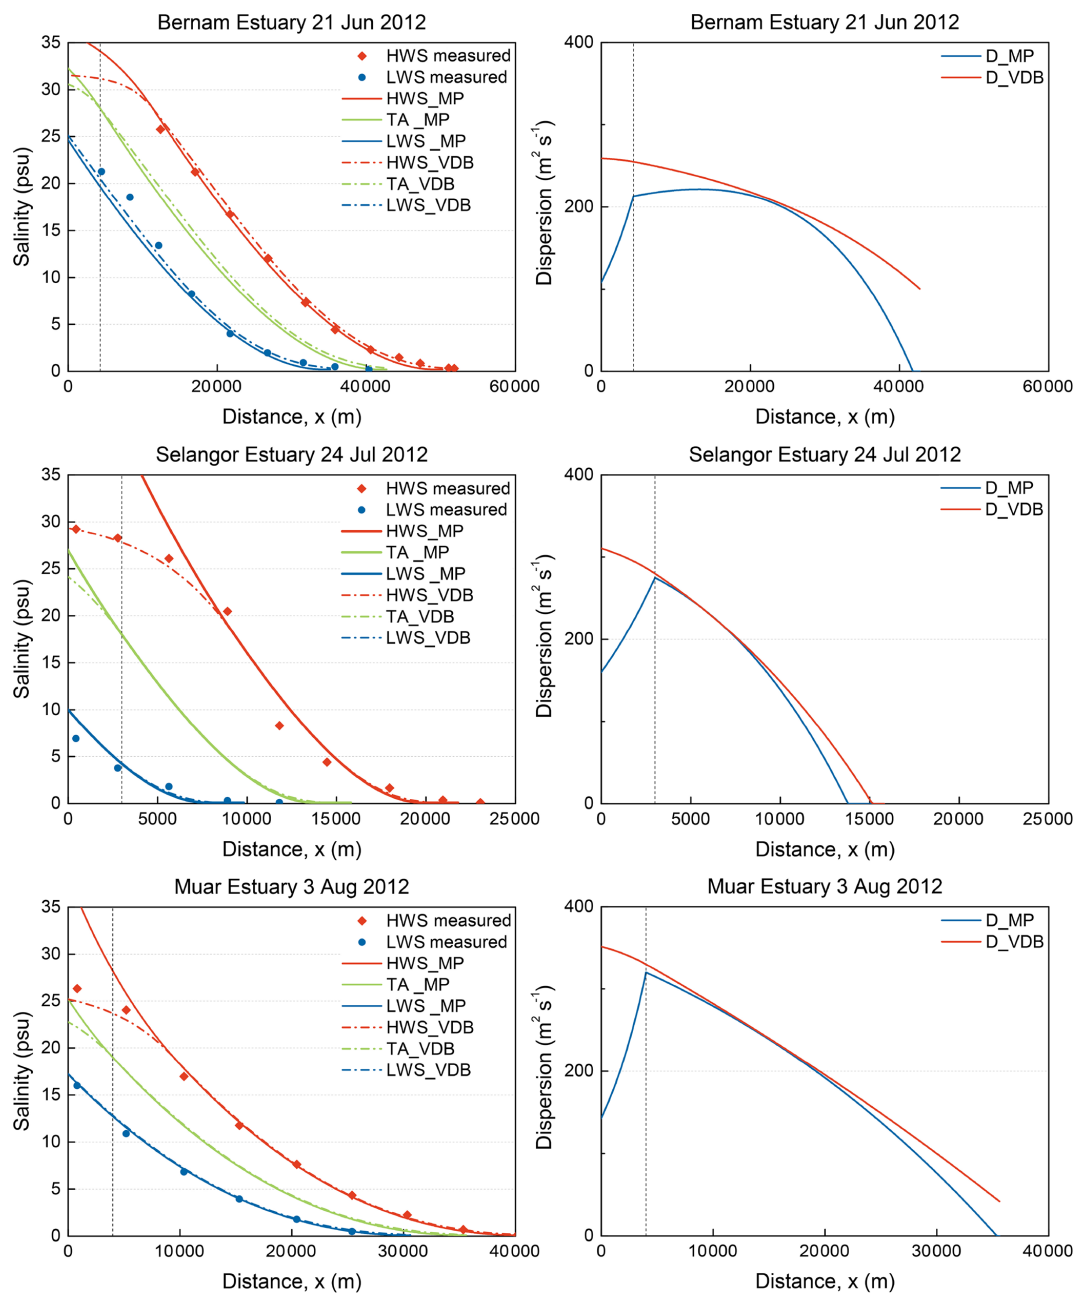 Bernam Estuary 21 Jun 2012
35
30
25
20
15
10
5
0
Salinity (psu)
HWS measured
LWS measured
HWS_MP
TA _MP
LWS _MP
HWS_VDB
TA_VDB
LWS_VDB
0 20000 40000 60000
Distance, x (m)
Bernam Estuary 21 Jun 2012
400
200
0
Dispersion (m² s⁻¹)
D_MP
D_VDB
0 20000 40000 60000
Distance, x (m)
Selangor Estuary 24 Jul 2012
35
30
25
20
15
10
5
0
Salinity (psu)
HWS measured
LWS measured
HWS_MP
TA _MP
LWS _MP
HWS_VDB
TA_VDB
LWS_VDB
0 5000 10000 15000 20000 25000
Distance, x (m)
Selangor Estuary 24 Jul 2012
400
200
0
Dispersion (m² s⁻¹)
D_MP
D_VDB
0 5000 10000 15000 20000 25000
Distance, x (m)
Muar Estuary 3 Aug 2012
35
30
25
20
15
10
5
0
Salinity (psu)
HWS measured
LWS measured
HWS_MP
TA _MP
LWS_MP
HWS_VDB
TA_VDB
LWS_VDB
0 10000 20000 30000 40000
Distance, x (m)
Muar Estuary 3 Aug 2012
400
200
0
Dispersion (m² s⁻¹)
D_MP
D_VDB
0 10000 20000 30000 40000
Distance, x (m)